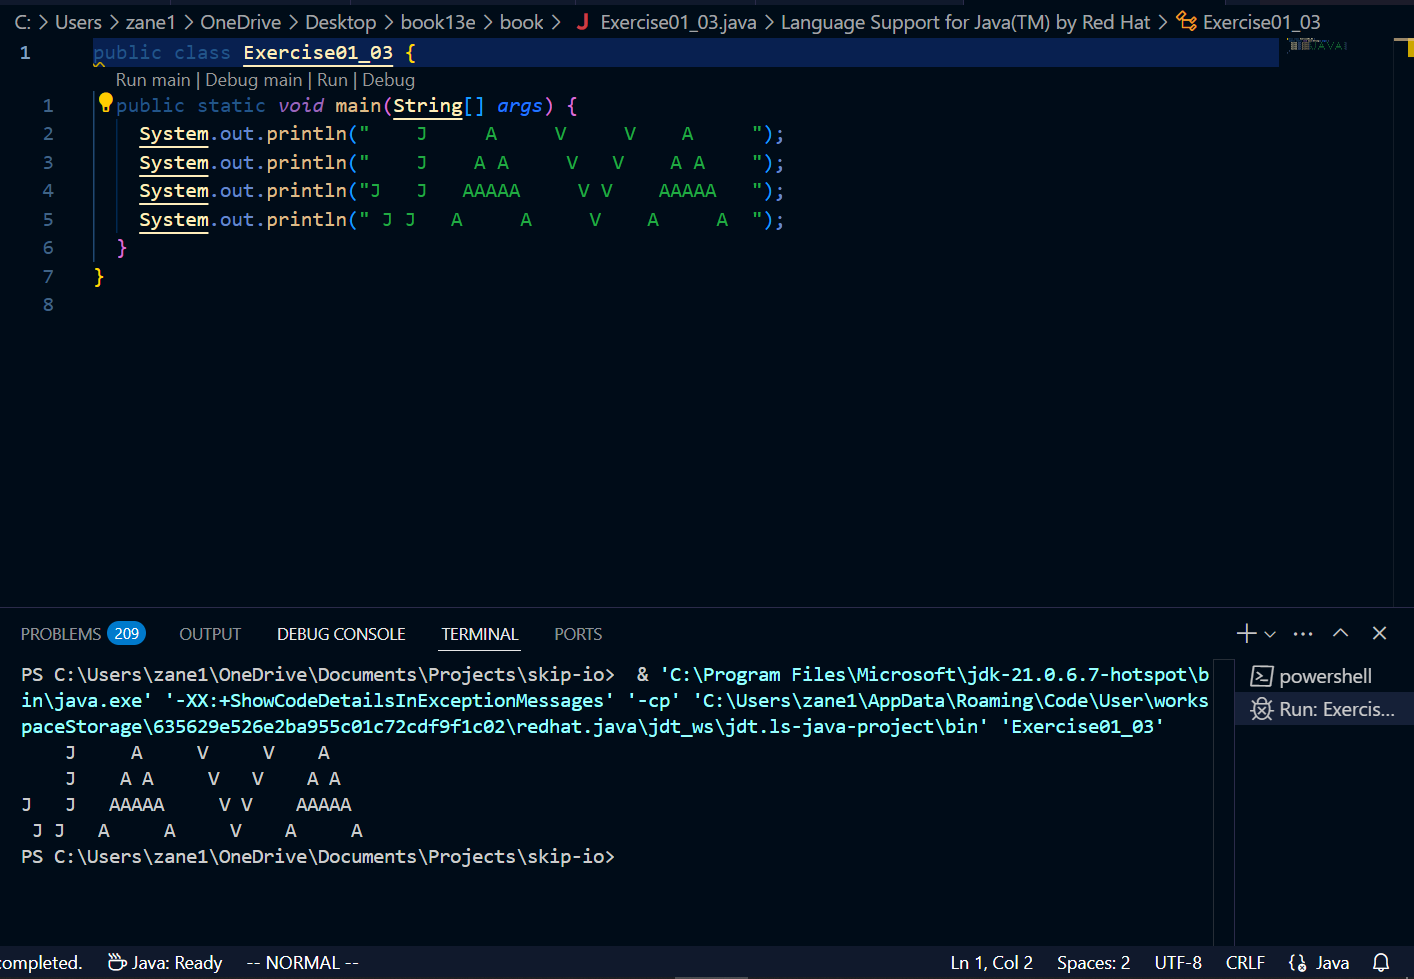 C: > Users > zane1 > OneDrive > Desktop > book13e > book > J Exercise01_03.java > Language Support for Java(TM) by Red Hat > Exercise01_03
1 public class Exercise01_03 {
Run main | Debug main | Run | Debug
1   public static void main(String[] args) {
2     System.out.println("    J     A     V     V    A     ");
3     System.out.println("    J    A A     V   V    A A    ");
4     System.out.println("J   J   AAAAA     V V    AAAAA   ");
5     System.out.println(" J J   A     A     V    A     A  ");
6   }
7 }
8
PROBLEMS 209 OUTPUT DEBUG CONSOLE TERMINAL PORTS
PS C:\Users\zane1\OneDrive\Documents\Projects\skip-io>  & 'C:\Program Files\Microsoft\jdk-21.0.6.7-hotspot\b
in\java.exe' '-XX:+ShowCodeDetailsInExceptionMessages' '-cp' 'C:\Users\zane1\AppData\Roaming\Code\User\works
paceStorage\635629e526e2ba955c01c72cdf9f1c02\redhat.java\jdt_ws\jdt.ls-java-project\bin' 'Exercise01_03'
    J     A     V     V    A
    J    A A     V   V    A A
J   J   AAAAA     V V    AAAAA
 J J   A     A     V    A     A
PS C:\Users\zane1\OneDrive\Documents\Projects\skip-io>
powershell
Run: Exercis...
completed. Java: Ready -- NORMAL -- Ln 1, Col 2 Spaces: 2 UTF-8 CRLF {} Java